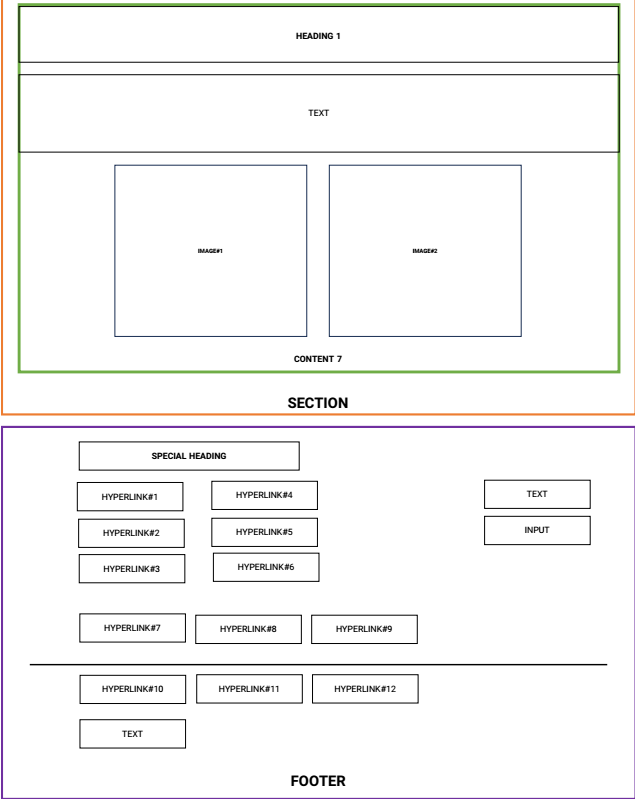 HEADING 1
TEXT
IMAGE#1
IMAGE#2
CONTENT 7
SECTION
SPECIAL HEADING
HYPERLINK#1
HYPERLINK#4
TEXT
HYPERLINK#2
HYPERLINK#5
INPUT
HYPERLINK#3
HYPERLINK#6
HYPERLINK#7
HYPERLINK#8
HYPERLINK#9
HYPERLINK#10
HYPERLINK#11
HYPERLINK#12
TEXT
FOOTER